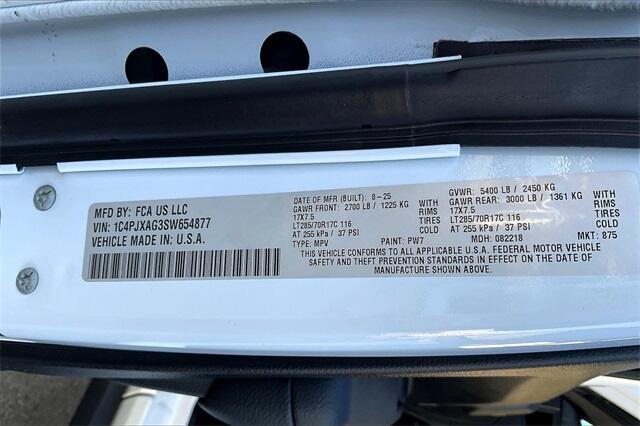 MFD BY: FCA US LLC
VIN: 1C4PJXAG3SW654877
VEHICLE MADE IN U.S.A.
DATE OF MFR (BUILT): 8-25
GAWR FRONT: 2700 LB / 1225 KG WITH
17X7.5 RIMS
LT285/70R17C 116 TIRES
AT 255 kPa / 37 PSI COLD
GVWR: 5400 LB / 2450 KG
GAWR REAR: 3000 LB / 1361 KG WITH
17X7.5 RIMS
LT285/70R17C 116 TIRES
AT 255 kPa / 37 PSI COLD
TYPE: MPV PAINT: PW7 MDH: 082218 MKT: 875
THIS VEHICLE CONFORMS TO ALL APPLICABLE U.S.A. FEDERAL MOTOR VEHICLE
SAFETY AND THEFT PREVENTION STANDARDS IN EFFECT ON THE DATE OF
MANUFACTURE SHOWN ABOVE.